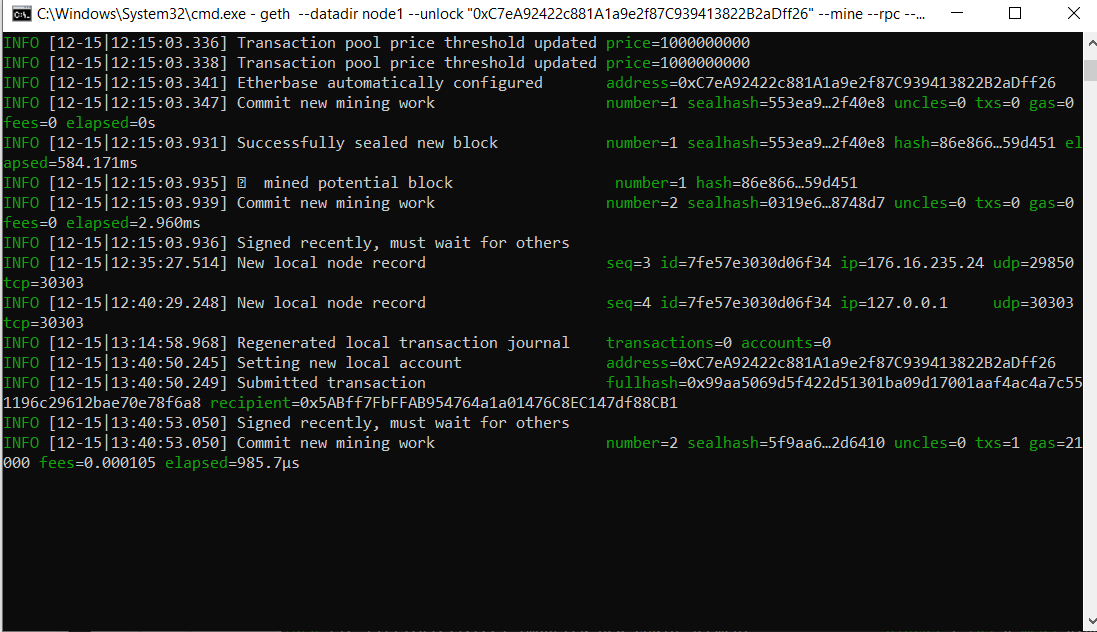 C:\Windows\System32\cmd.exe - geth  --datadir node1 --unlock "0xC7eA92422c881A1a9e2f87C939413822B2aDff26" --mine --rpc --...
INFO [12-15|12:15:03.336] Transaction pool price threshold updated price=1000000000
INFO [12-15|12:15:03.338] Transaction pool price threshold updated price=1000000000
INFO [12-15|12:15:03.341] Etherbase automatically configured       address=0xC7eA92422c881A1a9e2f87C939413822B2aDff26
INFO [12-15|12:15:03.347] Commit new mining work                   number=1 sealhash=553ea9…2f40e8 uncles=0 txs=0 gas=0
fees=0 elapsed=0s
INFO [12-15|12:15:03.931] Successfully sealed new block            number=1 sealhash=553ea9…2f40e8 hash=86e866…59d451 el
apsed=584.171ms
INFO [12-15|12:15:03.935] �  mined potential block                  number=1 hash=86e866…59d451
INFO [12-15|12:15:03.939] Commit new mining work                   number=2 sealhash=0319e6…8748d7 uncles=0 txs=0 gas=0
fees=0 elapsed=2.960ms
INFO [12-15|12:15:03.936] Signed recently, must wait for others
INFO [12-15|12:35:27.514] New local node record                    seq=3 id=7fe57e3030d06f34 ip=176.16.235.24 udp=29850
tcp=30303
INFO [12-15|12:40:29.248] New local node record                    seq=4 id=7fe57e3030d06f34 ip=127.0.0.1     udp=30303
tcp=30303
INFO [12-15|13:14:58.968] Regenerated local transaction journal    transactions=0 accounts=0
INFO [12-15|13:40:50.245] Setting new local account                address=0xC7eA92422c881A1a9e2f87C939413822B2aDff26
INFO [12-15|13:40:50.249] Submitted transaction                    fullhash=0x99aa5069d5f422d51301ba09d17001aaf4ac4a7c55
1196c29612bae70e78f6a8 recipient=0x5ABff7FbFFAB954764a1a01476C8EC147df88CB1
INFO [12-15|13:40:53.050] Signed recently, must wait for others
INFO [12-15|13:40:53.050] Commit new mining work                   number=2 sealhash=5f9aa6…2d6410 uncles=0 txs=1 gas=21
000 fees=0.000105 elapsed=985.7µs